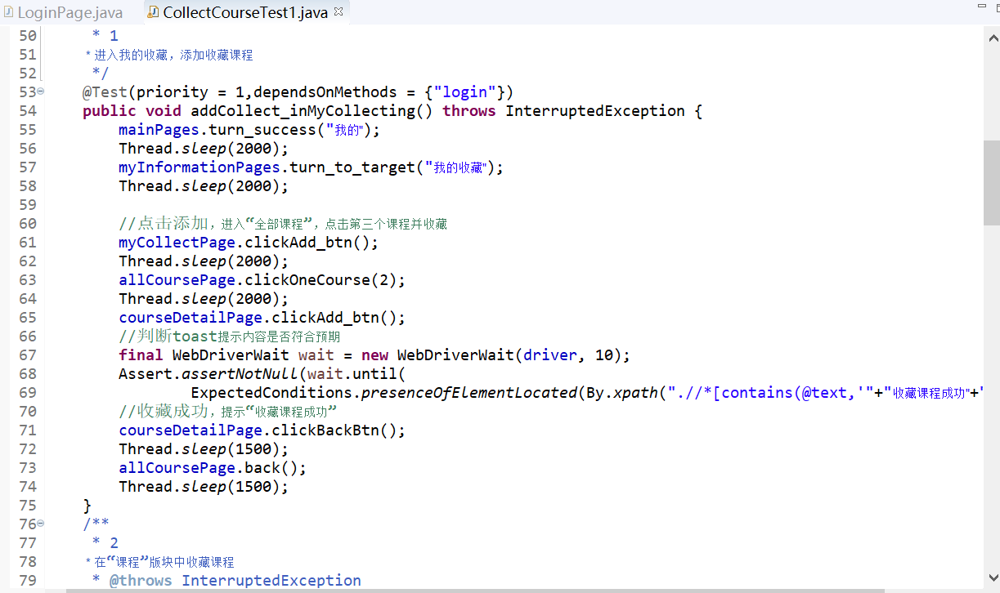 LoginPage.java CollectCourseTest1.java
50 * 1
51 * 进入我的收藏，添加收藏课程
52 */
53 @Test(priority = 1,dependsOnMethods = {"login"})
54 public void addCollect_inMyCollecting() throws InterruptedException {
55 mainPages.turn_success("我的");
56 Thread.sleep(2000);
57 myInformationPages.turn_to_target("我的收藏");
58 Thread.sleep(2000);
59
60 //点击添加，进入“全部课程”，点击第三个课程并收藏
61 myCollectPage.clickAdd_btn();
62 Thread.sleep(2000);
63 allCoursePage.clickOneCourse(2);
64 Thread.sleep(2000);
65 courseDetailPage.clickAdd_btn();
66 //判断toast提示内容是否符合预期
67 final WebDriverWait wait = new WebDriverWait(driver, 10);
68 Assert.assertNotNull(wait.until(
69 ExpectedConditions.presenceOfElementLocated(By.xpath(".//*[contains(@text,'"+"收藏课程成功"+'
70 //收藏成功，提示“收藏课程成功”
71 courseDetailPage.clickBackBtn();
72 Thread.sleep(1500);
73 allCoursePage.back();
74 Thread.sleep(1500);
75 }
76 /**
77 * 2
78 * 在“课程”版块中收藏课程
79 * @throws InterruptedException